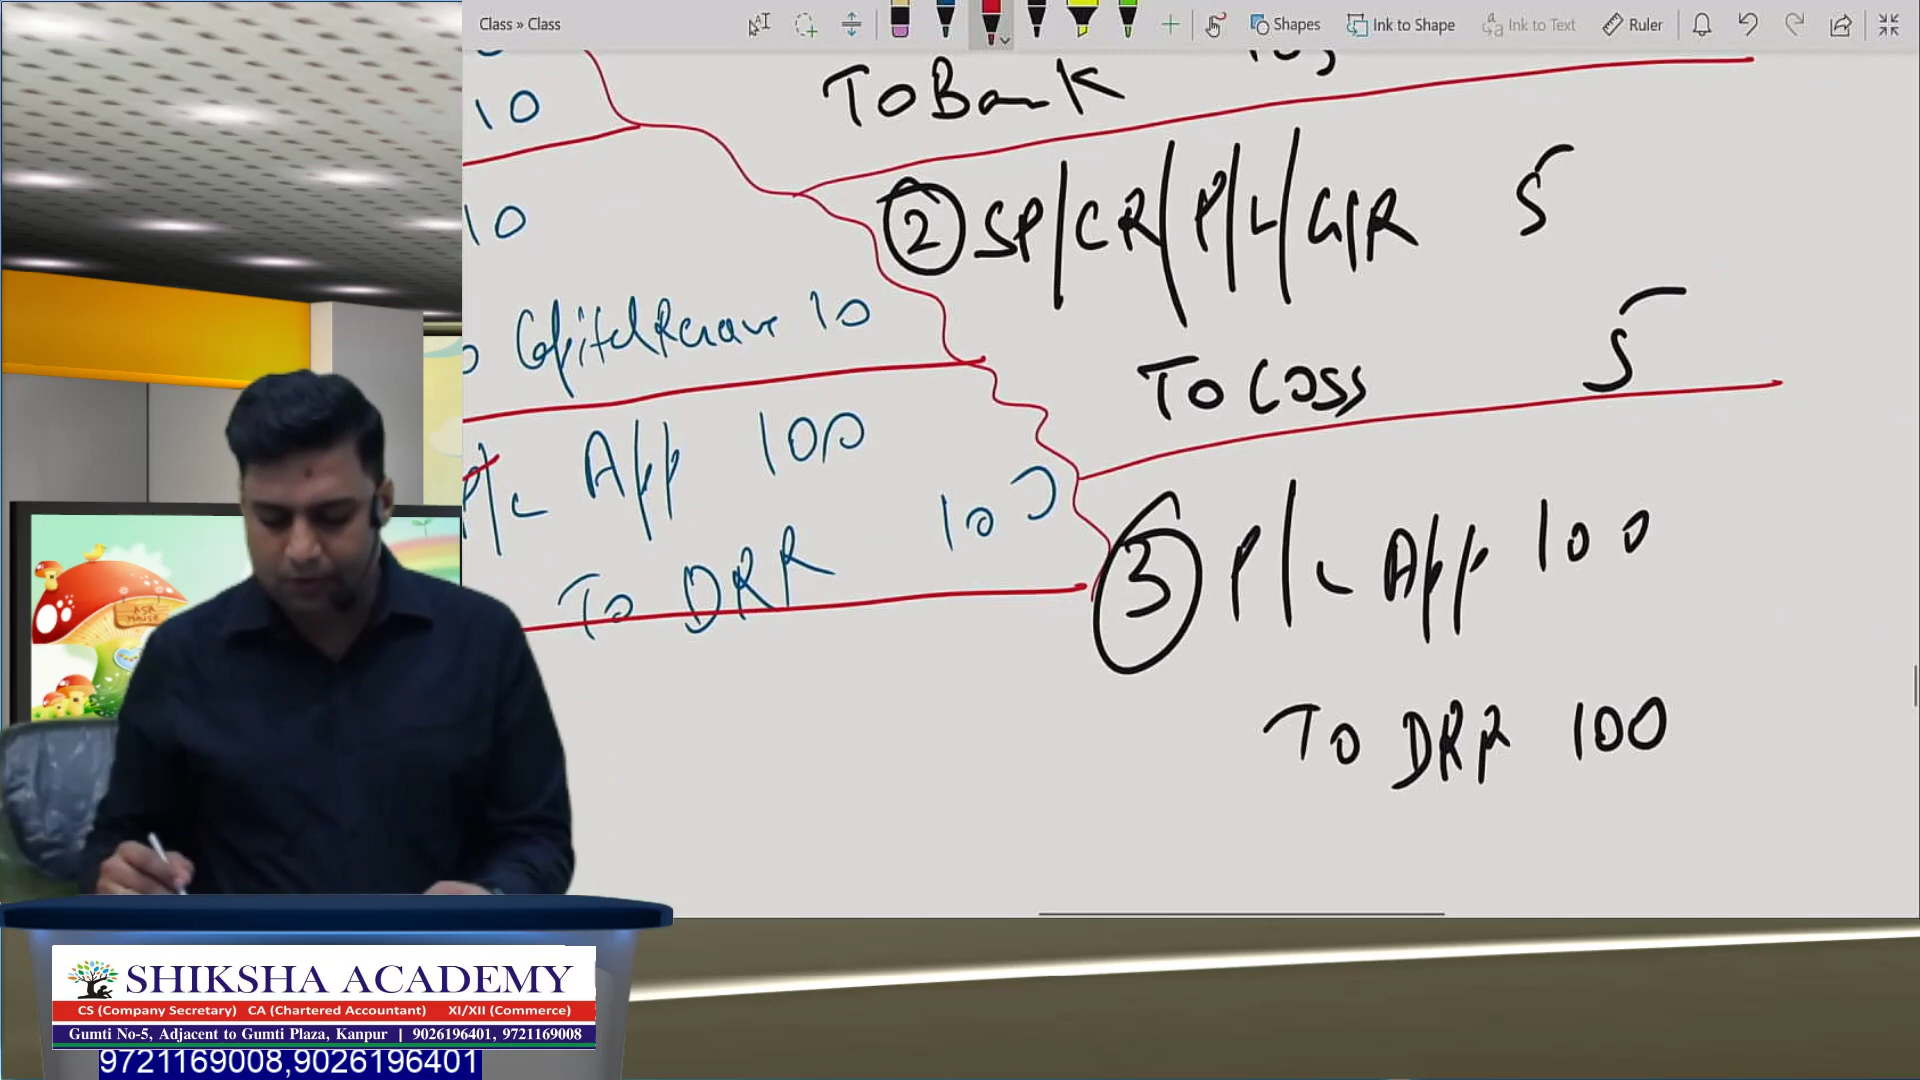 Class » Class
Shapes
Ink to Shape
Ink to Text
Ruler
10
10
To Capital Reserve 10
P/L App 100
To DRR 100
To Bank
② SP/CR/P/L/G/R 5
To Loss 5
③ P/L App 100
To DRR 100
ASA
House
SHIKSHA ACADEMY
CS (Company Secretary) CA (Chartered Accountant) XI/XII (Commerce)
Gumti No-5, Adjacent to Gumti Plaza, Kanpur | 9026196401, 9721169008
9721169008,9026196401